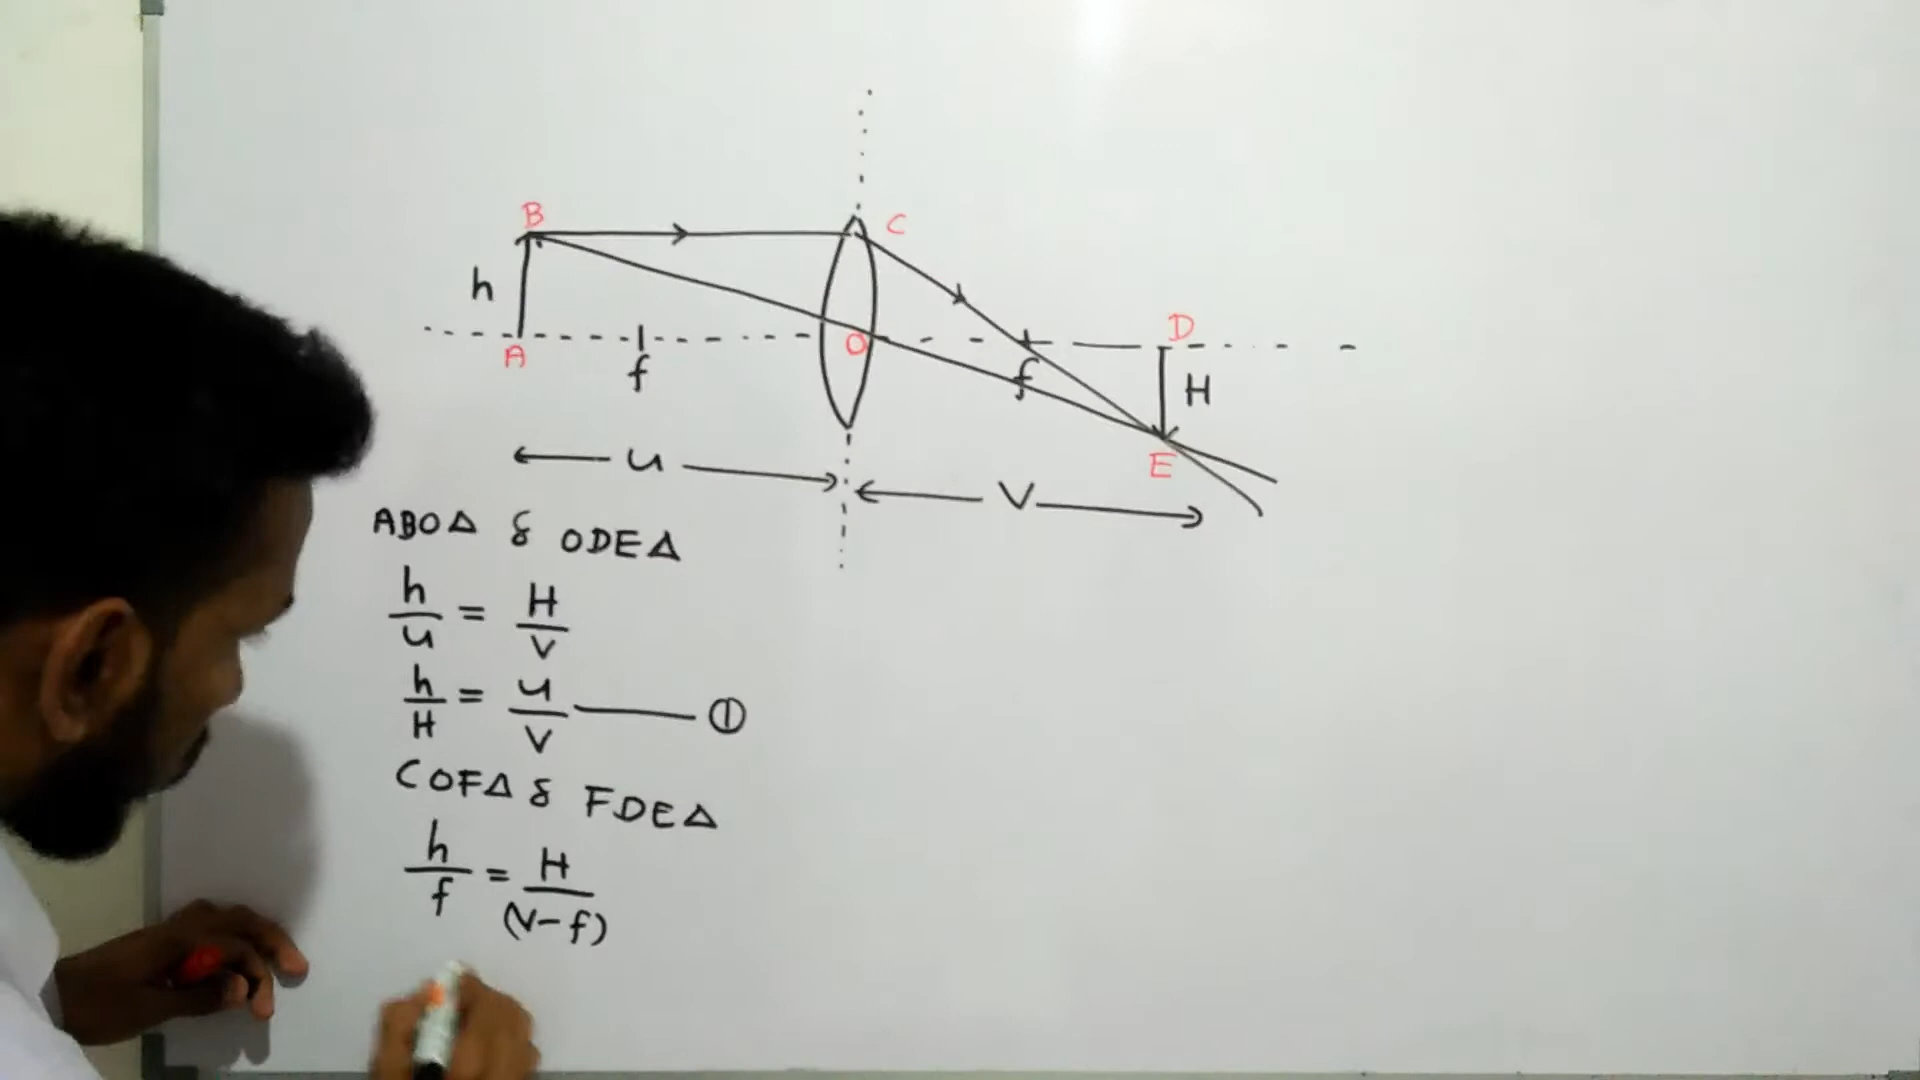 B
C
h
A
f
O
f
D
H
E
u
v
ABO∆ & ODE∆
h/u = H/v
h/H = u/v —— ①
COF∆ & FDE∆
h/f = H/(v-f)